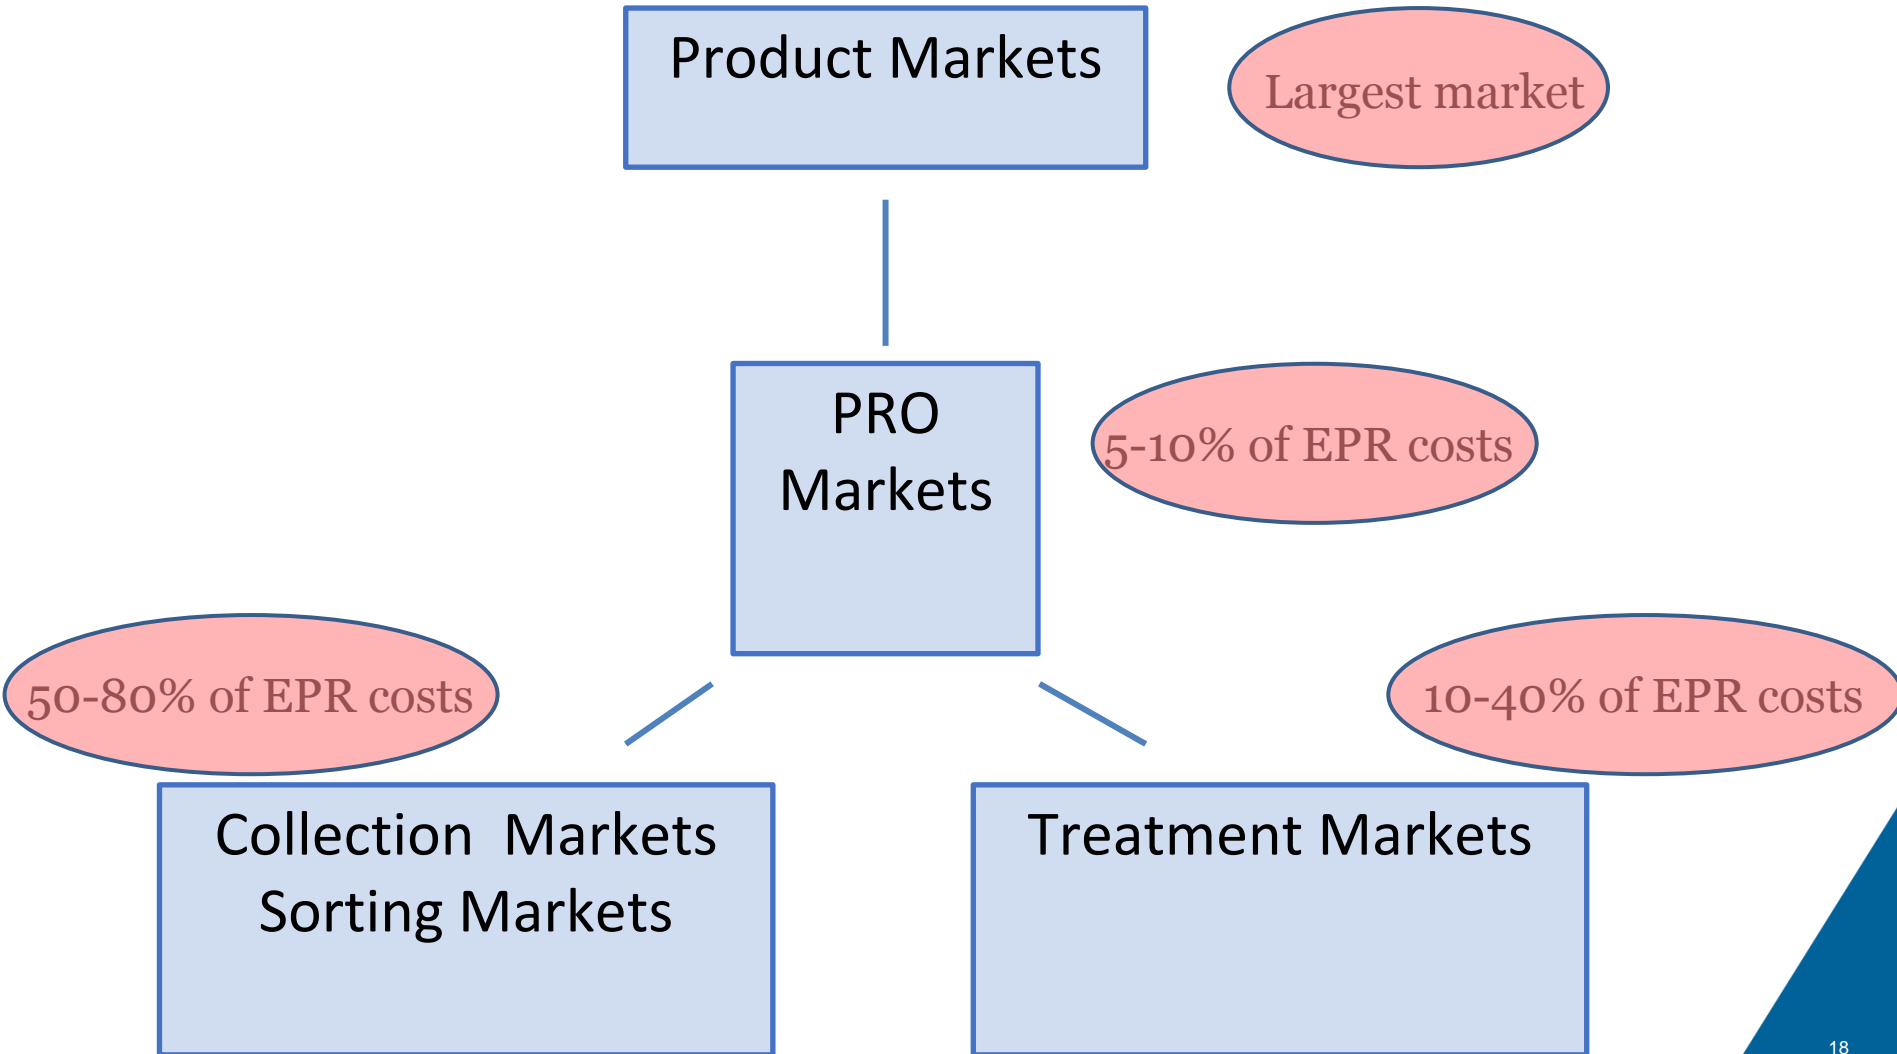 Product Markets
Largest market
PRO
Markets
5-10% of EPR costs
50-80% of EPR costs
10-40% of EPR costs
Collection  Markets
Sorting Markets
Treatment Markets
18